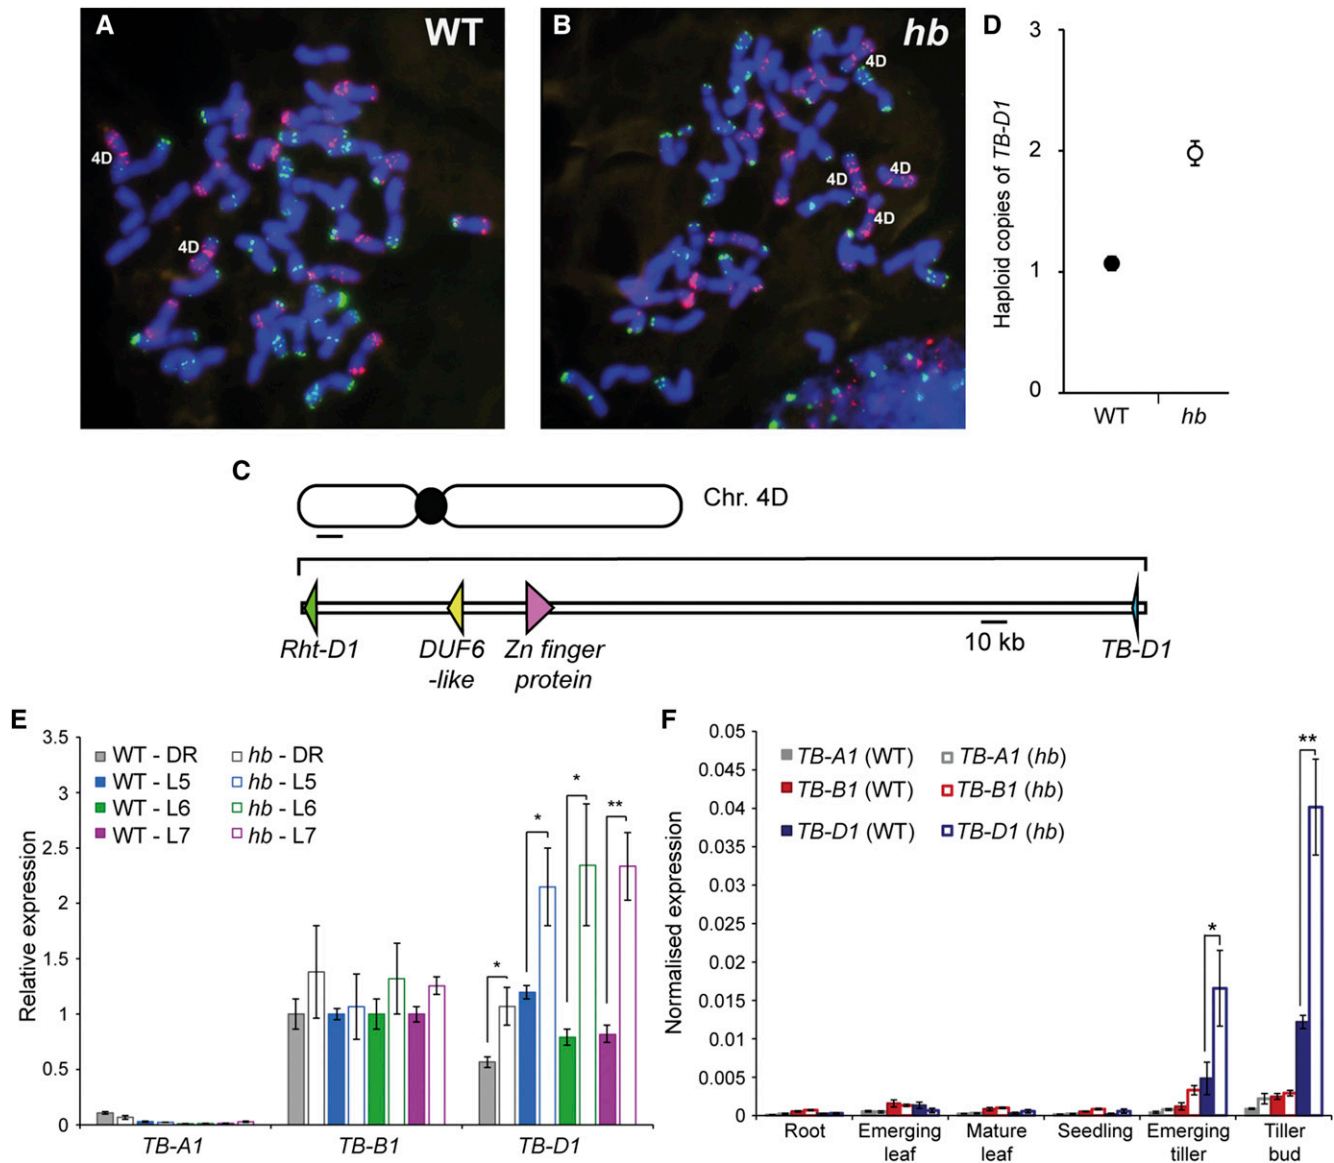 A
WT
4D
4D
B
hb
4D
4D
4D
4D
D
3
2
1
0
Haploid copies of TB-D1
WT
hb
C
Chr. 4D
Rht-D1
DUF6
-like
Zn finger
protein
10 kb
TB-D1
E
3.5
3
2.5
2
1.5
1
0.5
0
Relative expression
WT - DR
hb - DR
WT - L5
hb - L5
WT - L6
hb - L6
WT - L7
hb - L7
*
*
*
**
TB-A1
TB-B1
TB-D1
F
0.05
0.045
0.04
0.035
0.03
0.025
0.02
0.015
0.01
0.005
0
Normalised expression
TB-A1 (WT)
TB-A1 (hb)
TB-B1 (WT)
TB-B1 (hb)
TB-D1 (WT)
TB-D1 (hb)
*
**
Root
Emerging
leaf
Mature
leaf
Seedling
Emerging
tiller
Tiller
bud